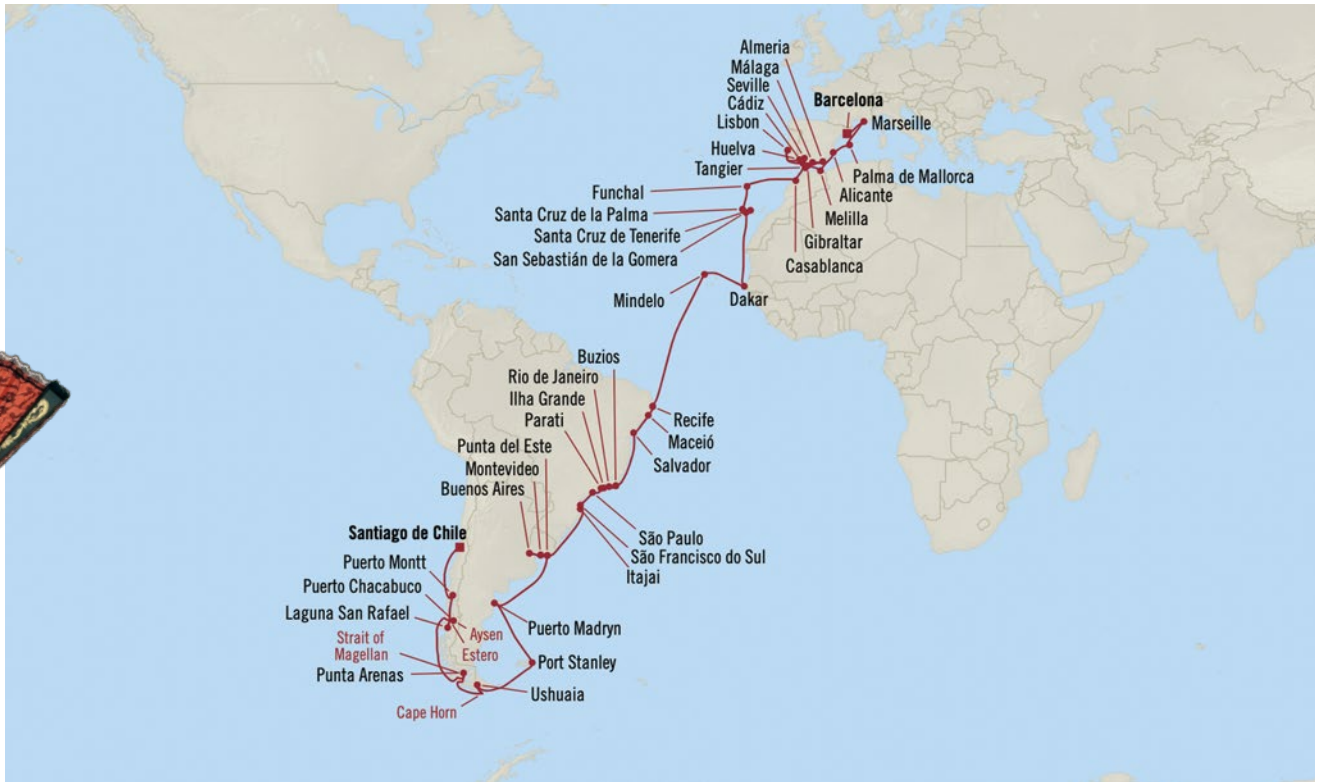 Almeria
Málaga
Seville
Cádiz
Lisbon
Huelva
Tangier
Barcelona
Marseille
Palma de Mallorca
Alicante
Melilla
Gibraltar
Casablanca
Funchal
Santa Cruz de la Palma
Santa Cruz de Tenerife
San Sebastián de la Gomera
Mindelo
Dakar
Buzios
Rio de Janeiro
Ilha Grande
Parati
Recife
Maceió
Salvador
Punta del Este
Montevideo
Buenos Aires
São Paulo
São Francisco do Sul
Itajai
Santiago de Chile
Puerto Montt
Puerto Chacabuco
Laguna San Rafael
Strait of
Magellan
Aysen
Estero
Punta Arenas
Puerto Madryn
Port Stanley
Ushuaia
Cape Horn